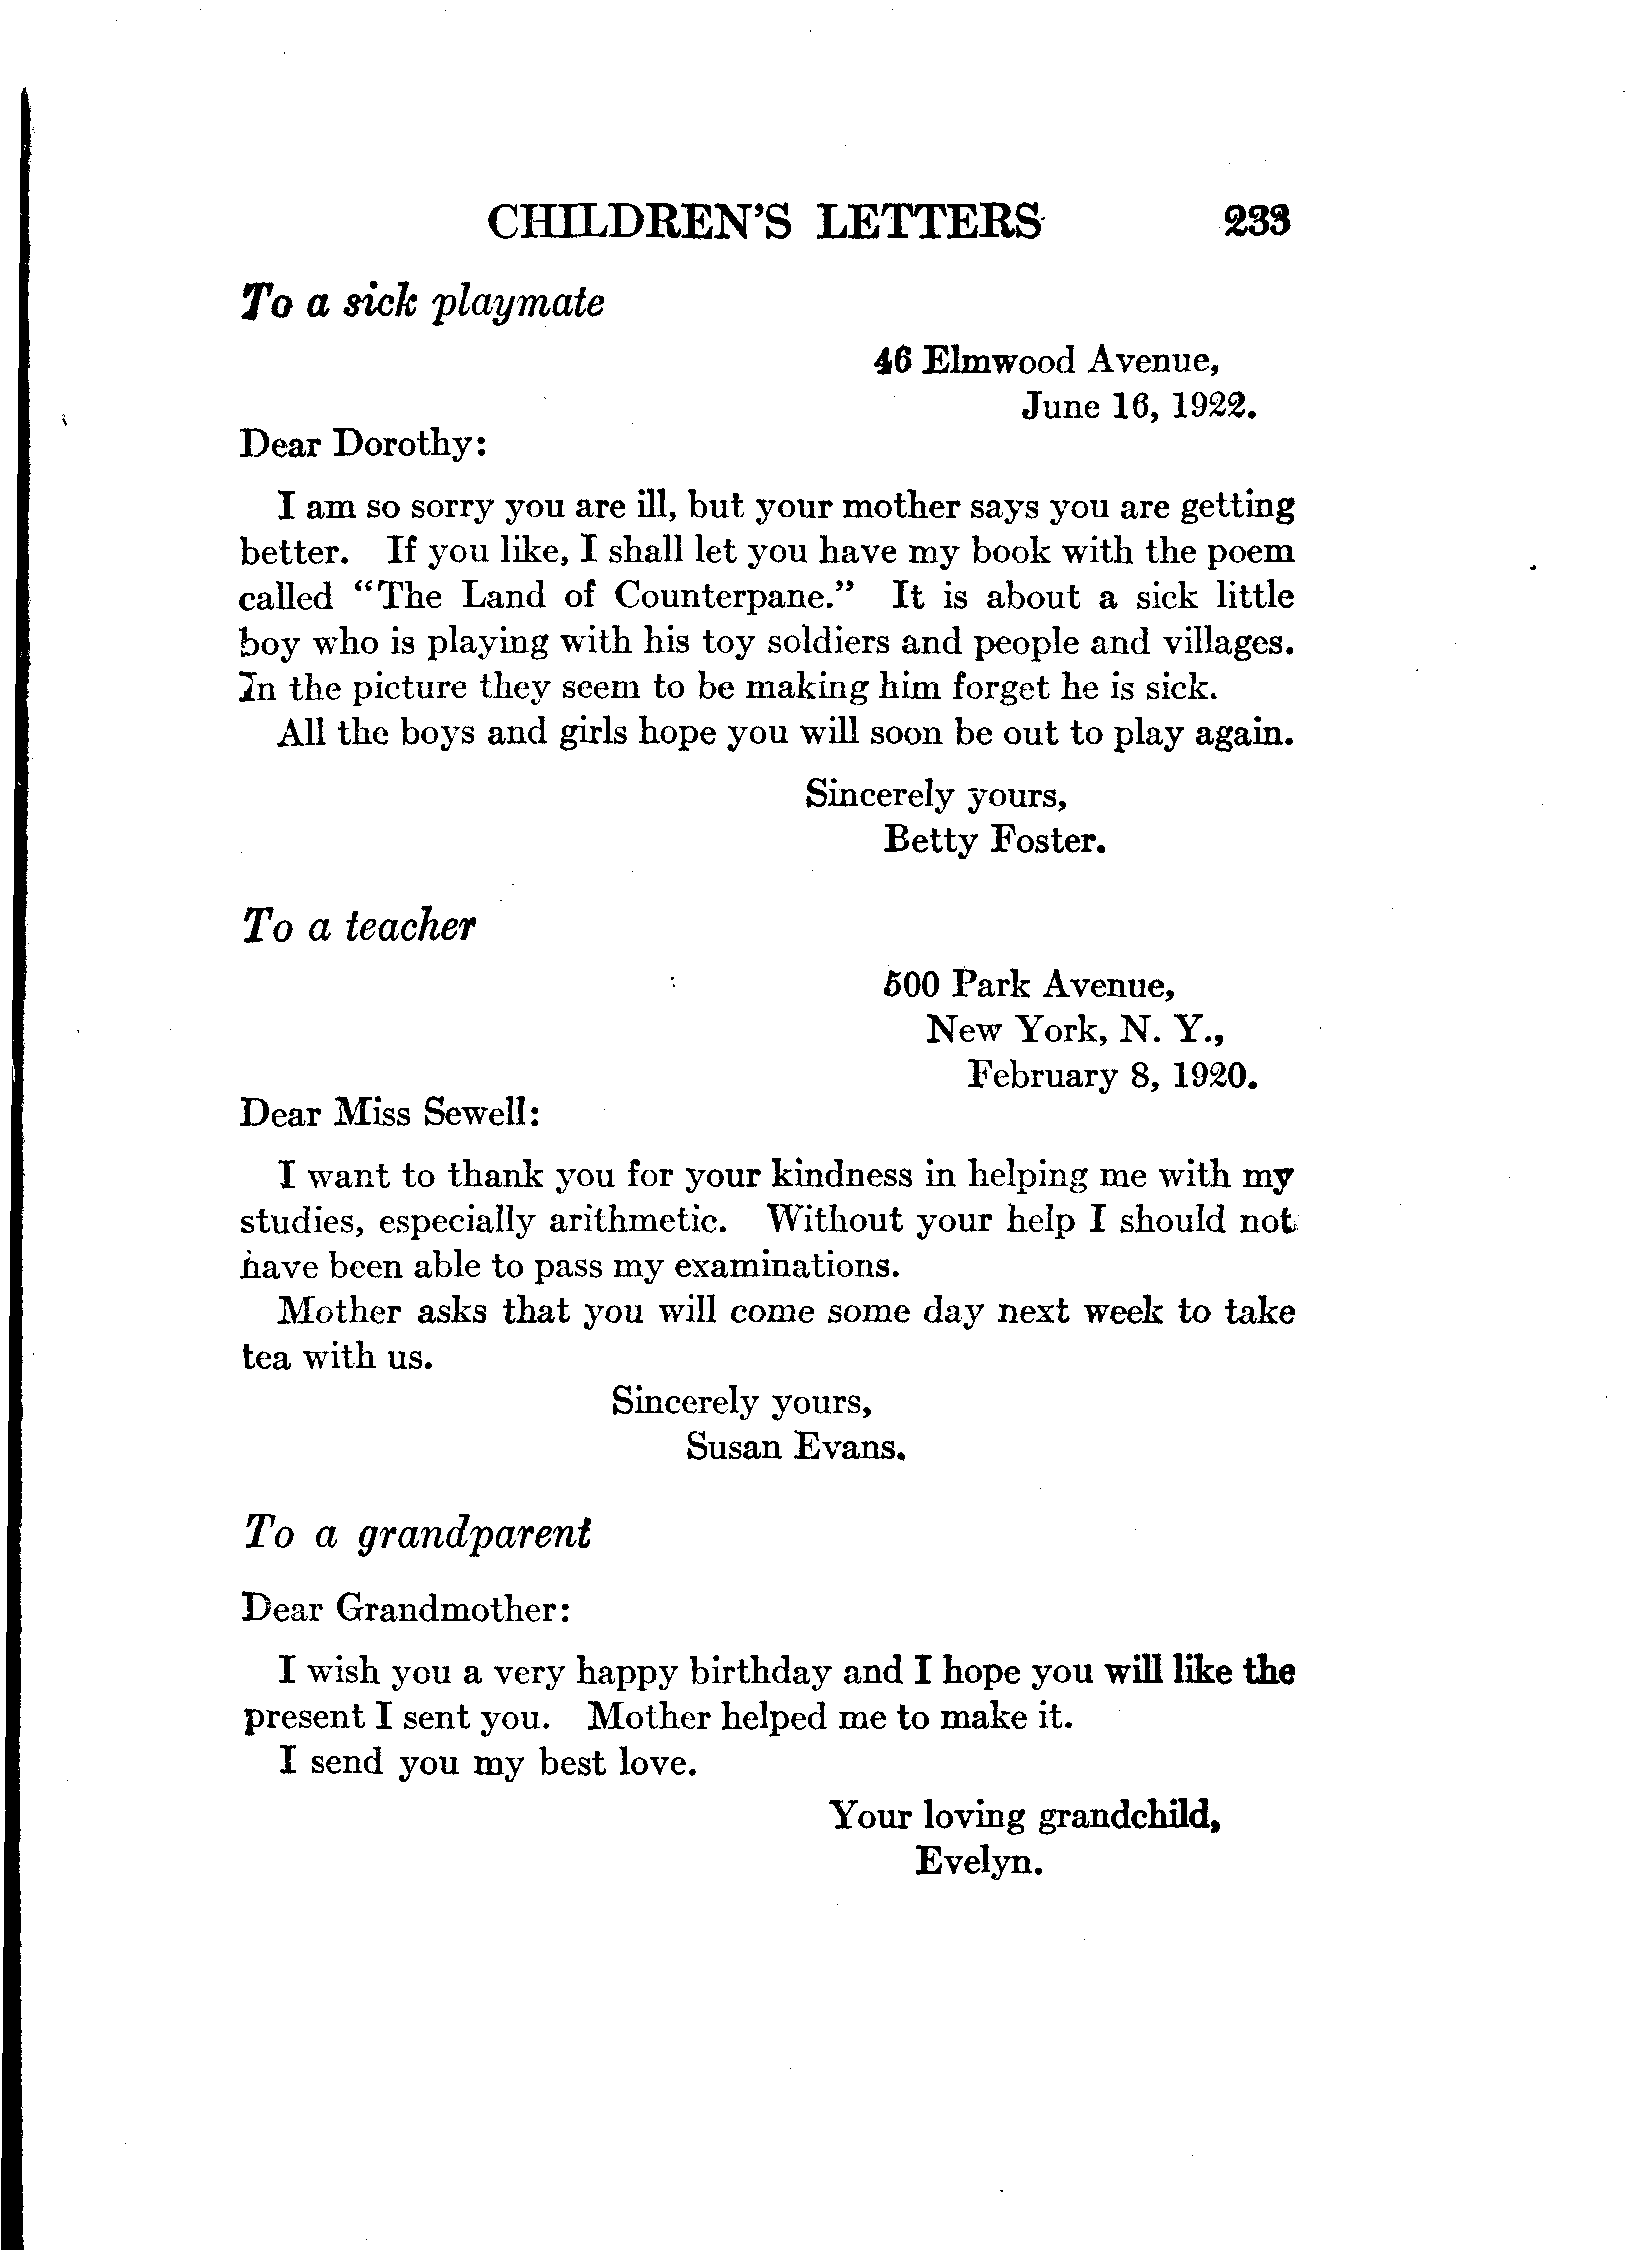 CHILDREN'S LETTERS 233
To a sick playmate
46 Elmwood Avenue,
June 16, 1922.
Dear Dorothy:
I am so sorry you are ill, but your mother says you are getting
better. If you like, I shall let you have my book with the poem
called “The Land of Counterpane.” It is about a sick little
boy who is playing with his toy soldiers and people and villages.
In the picture they seem to be making him forget he is sick.
All the boys and girls hope you will soon be out to play again.
Sincerely yours,
Betty Foster.
To a teacher
500 Park Avenue,
New York, N. Y.,
February 8, 1920.
Dear Miss Sewell:
I want to thank you for your kindness in helping me with my
studies, especially arithmetic. Without your help I should not
have been able to pass my examinations.
Mother asks that you will come some day next week to take
tea with us.
Sincerely yours,
Susan Evans.
To a grandparent
Dear Grandmother:
I wish you a very happy birthday and I hope you will like the
present I sent you. Mother helped me to make it.
I send you my best love.
Your loving grandchild,
Evelyn.